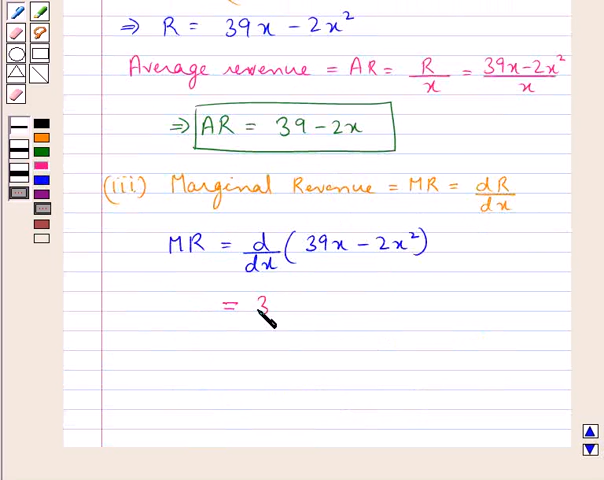 ⇒ R = 39x − 2x²
Average revenue = AR = R/x = 39x−2x²/x
⇒ AR = 39 − 2x
(iii) Marginal Revenue = MR = dR/dx
MR = d/dx ( 39x − 2x² )
= 3